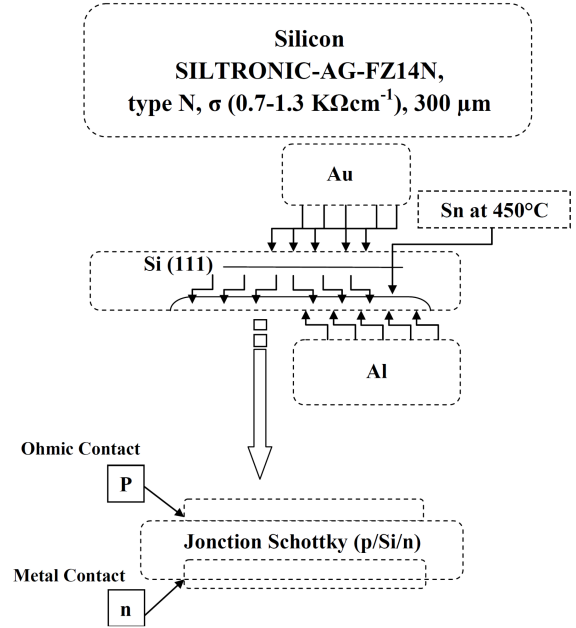 Silicon
SILTRONIC-AG-FZ14N,
type N, σ (0.7-1.3 KΩcm⁻¹), 300 µm
Au
Sn at 450°C
Si (111)
Al
Ohmic Contact
P
Jonction Schottky (p/Si/n)
Metal Contact
n